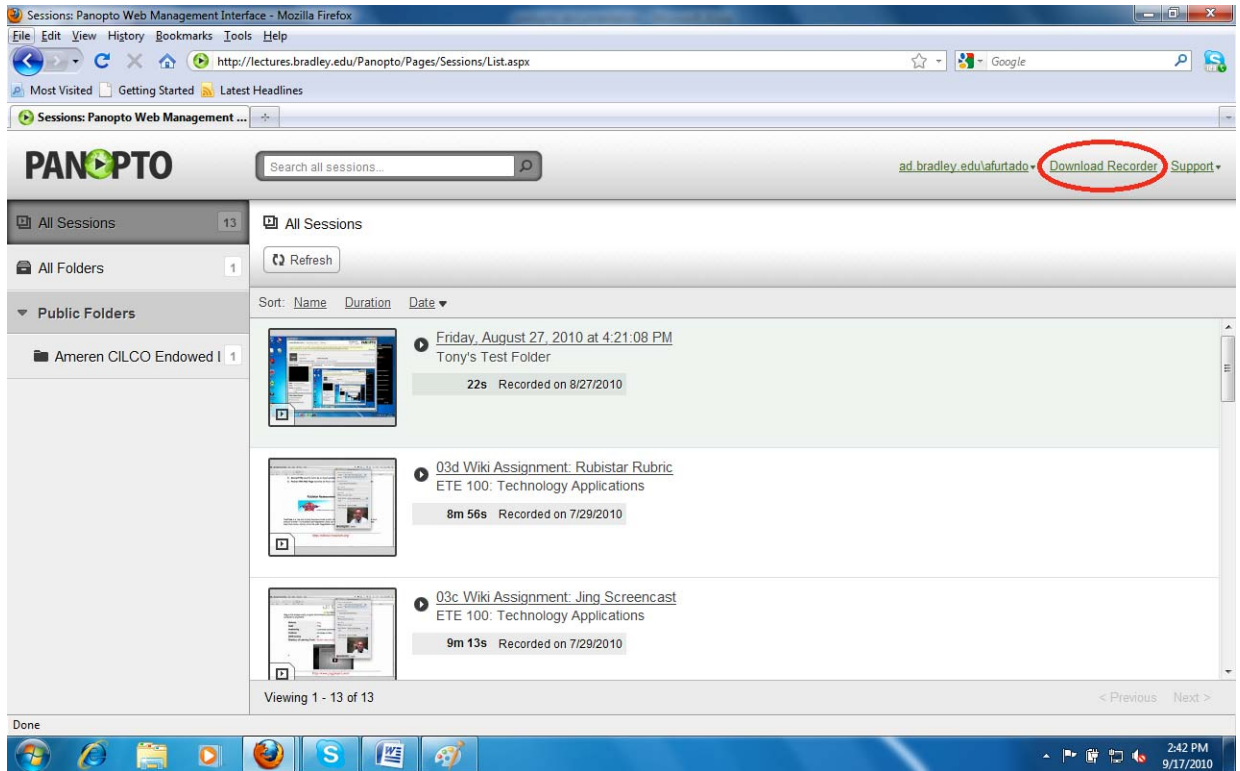 Sessions: Panopto Web Management Interface - Mozilla Firefox
File Edit View History Bookmarks Tools Help
http://lectures.bradley.edu/Panopto/Pages/Sessions/List.aspx
Google
Most Visited Getting Started Latest Headlines
Sessions: Panopto Web Management ...
PANOPTO
Search all sessions...
ad.bradley.edu\afurtado Download Recorder Support
All Sessions 13
All Sessions
All Folders 1
Refresh
Public Folders
Sort: Name Duration Date
Ameren CILCO Endowed l 1
Friday, August 27, 2010 at 4:21:08 PM
Tony's Test Folder
22s Recorded on 8/27/2010
03d Wiki Assignment: Rubistar Rubric
ETE 100: Technology Applications
8m 56s Recorded on 7/29/2010
03c Wiki Assignment: Jing Screencast
ETE 100: Technology Applications
9m 13s Recorded on 7/29/2010
Viewing 1 - 13 of 13
< Previous Next >
Done
2:42 PM
9/17/2010